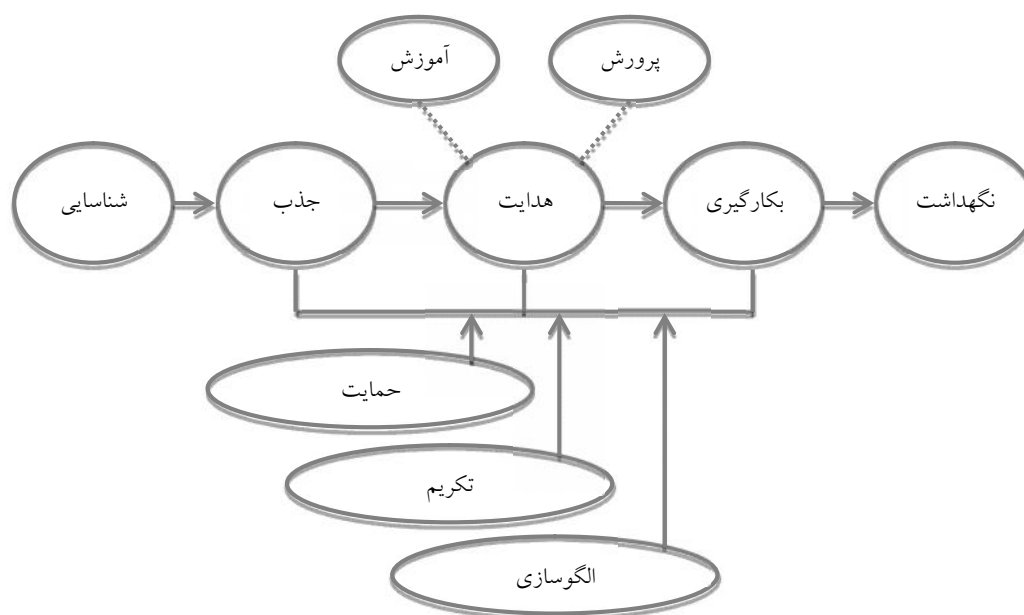 آموزش
پرورش
شناسایی
جذب
هدایت
بکارگیری
نگهداشت
حمایت
تکریم
الگوسازی